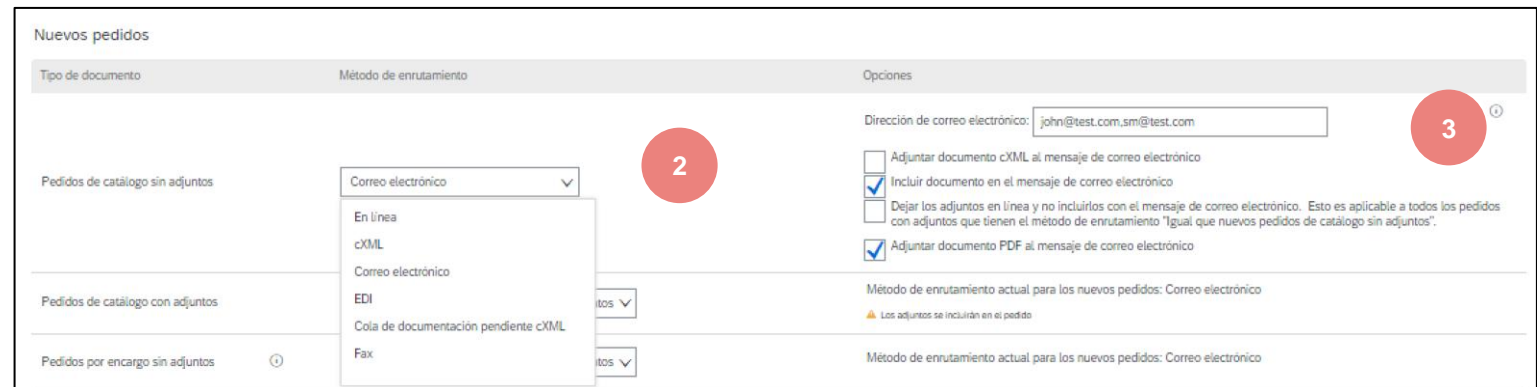 Nuevos pedidos
Tipo de documento Método de enrutamiento Opciones
Dirección de correo electrónico: john@test.com,sm@test.com
3
2
Adjuntar documento cXML al mensaje de correo electrónico
Pedidos de catálogo sin adjuntos Correo electrónico Incluir documento en el mensaje de correo electrónico
Dejar los adjuntos en línea y no incluirlos con el mensaje de correo electrónico. Esto es aplicable a todos los pedidos
con adjuntos que tienen el método de enrutamiento "Igual que nuevos pedidos de catálogo sin adjuntos".
Adjuntar documento PDF al mensaje de correo electrónico
En línea
cXML
Correo electrónico
EDI
Cola de documentación pendiente cXML
Fax
Pedidos de catálogo con adjuntos
Método de enrutamiento actual para los nuevos pedidos: Correo electrónico
Los adjuntos se incluirán en el pedido
Pedidos por encargo sin adjuntos
Método de enrutamiento actual para los nuevos pedidos: Correo electrónico